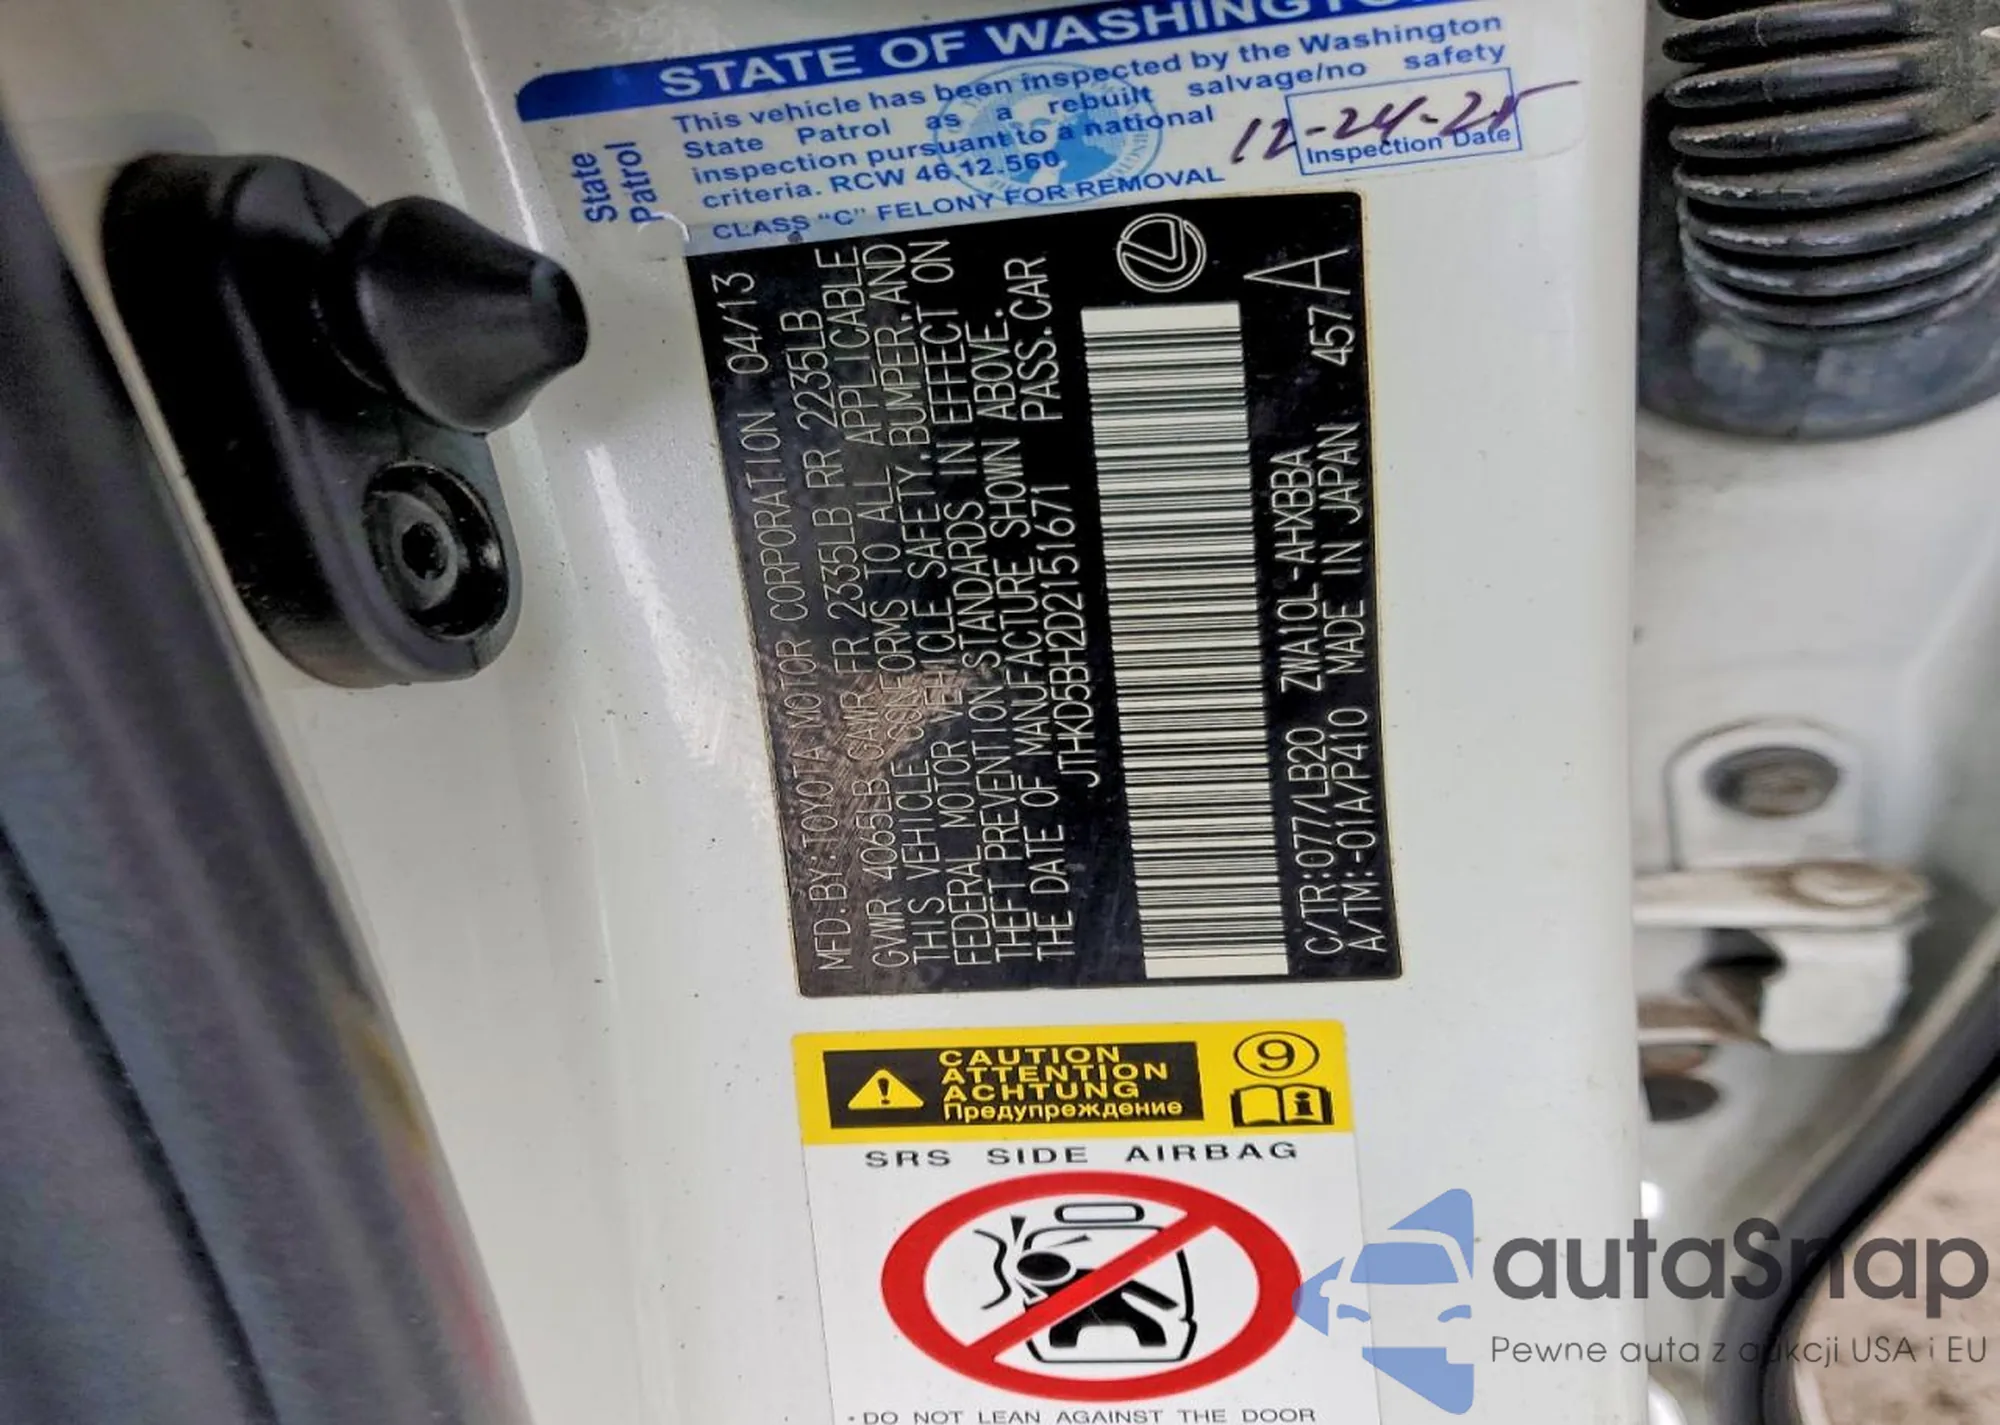 STATE OF WASHINGTON
State
Patrol
This vehicle has been inspected by the Washington
State Patrol as a rebuilt salvage/no safety
inspection pursuant to a national
criteria. RCW 46.12.560
CLASS "C" FELONY FOR REMOVAL
12-24-25
Inspection Date
MFD. BY: TOYOTA MOTOR CORPORATION 04/13
GVWR 4065LB GAWR FR 2335LB RR 2235LB
THIS VEHICLE CONFORMS TO ALL APPLICABLE
FEDERAL MOTOR VEHICLE SAFETY, BUMPER, AND
THEFT PREVENTION STANDARDS IN EFFECT ON
THE DATE OF MANUFACTURE SHOWN ABOVE.
JTHKD5BH2D2151671 PASS. CAR
C/TR:077/LB20 ZWA10L-AHXBBA
A/TM:-01A/P410 MADE IN JAPAN 457A
CAUTION
ATTENTION
ACHTUNG
Предупреждение
9
SRS SIDE AIRBAG
• DO NOT LEAN AGAINST THE DOOR
autaSnap
Pewne auta z aukcji USA i EU